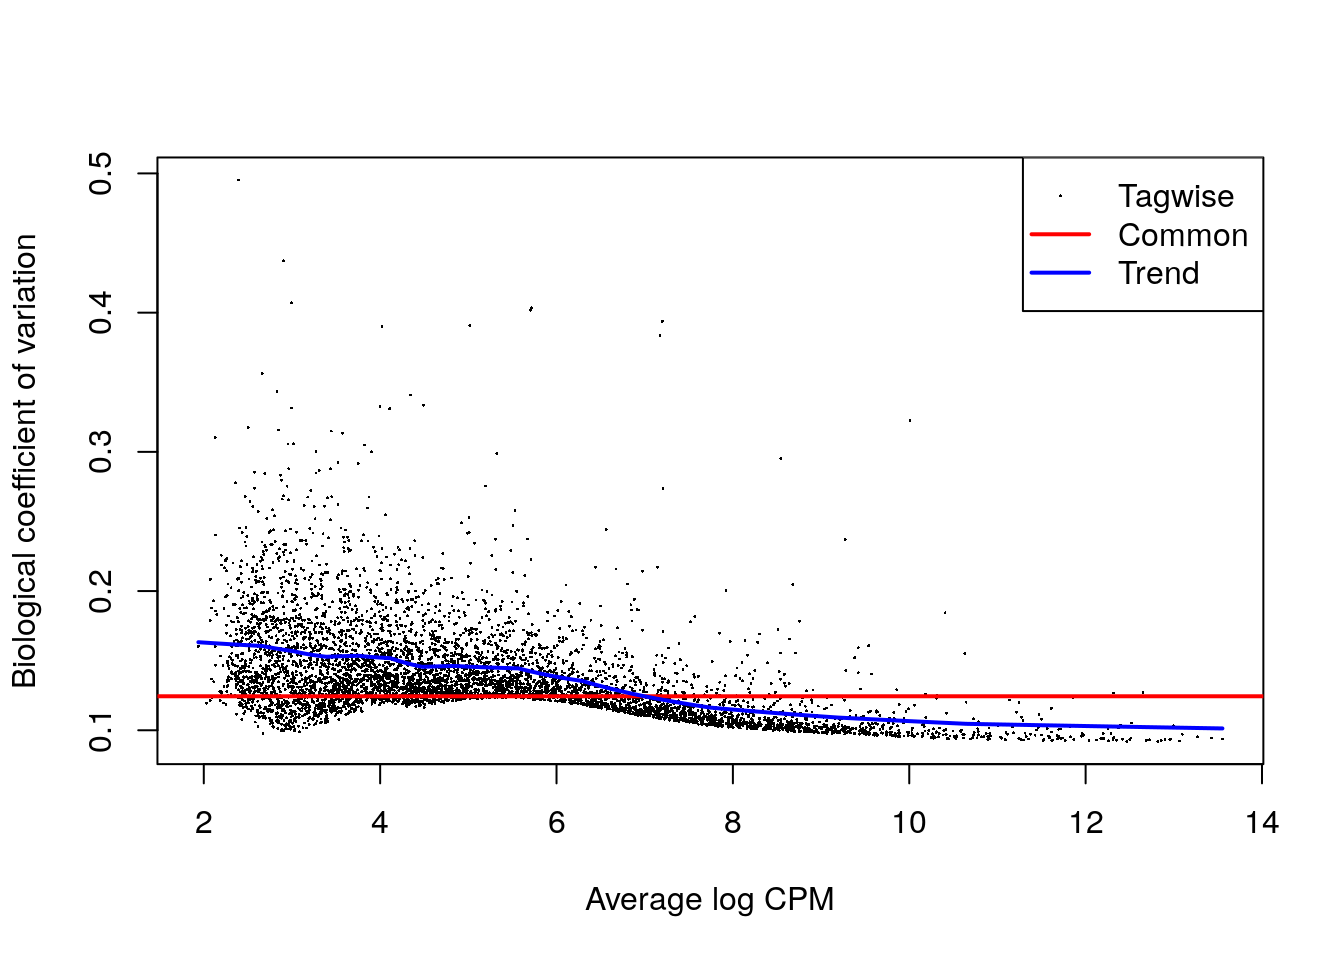 Tagwise
Common
Trend
Biological coefficient of variation
0.5
0.4
0.3
0.2
0.1
2 4 6 8 10 12 14
Average log CPM